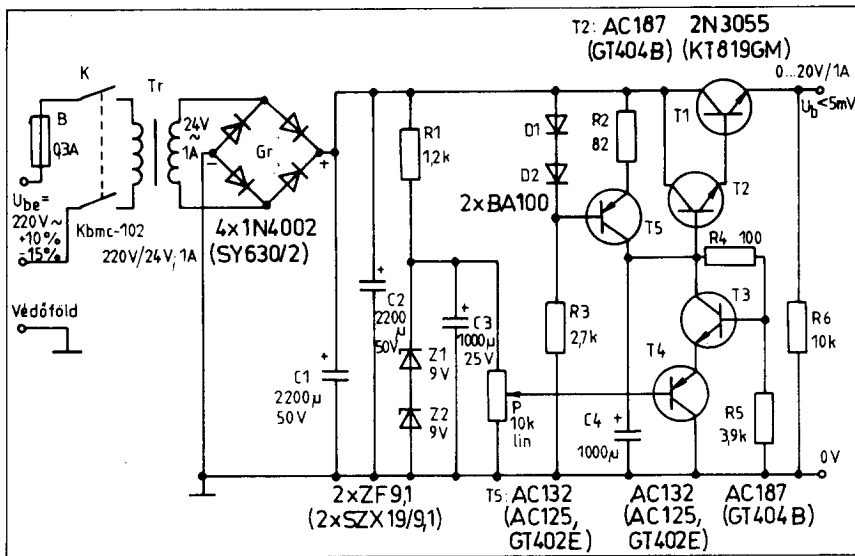 T2: AC187 2N3055
(GT404B) (KT819GM)
0...20V/1A
U_b<5mV
K
Tr
B
0,3A
24V
~
1A
Gr
−
+
R1
1,2k
D1
D2
2xBA100
R2
82
T1
T2
T5
R4 100
U_be=
220V~
+10%
-15%
Kbmc-102
220V/24V; 1A
4x1N4002
(SY630/2)
Védőföld
+
C1
2200µ
50V
+
C2
2200
µ
50V
+
C3
1000µ
25V
Z1
9V
Z2
9V
P
10k
lin
R3
2,7k
T3
T4
+
C4
1000µ
R5
3,9k
R6
10k
0V
2xZF9,1
(2xSZX19/9,1)
T5: AC132
(AC125,
GT402E)
AC132
(AC125,
GT402E)
AC187
(GT404B)